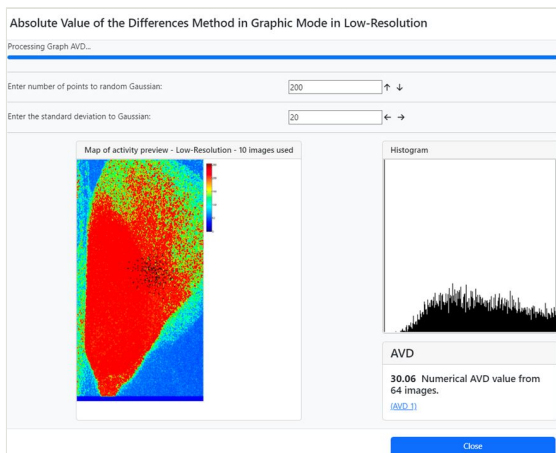 Absolute Value of the Differences Method in Graphic Mode in Low-Resolution
Processing Graph AVD...
Enter number of points to random Gaussian:
200
Enter the standard deviation to Gaussian:
20
Map of activity preview - Low-Resolution - 10 images used
Histogram
AVD
30.06 Numerical AVD value from
64 images.
(AVD 1)
Close